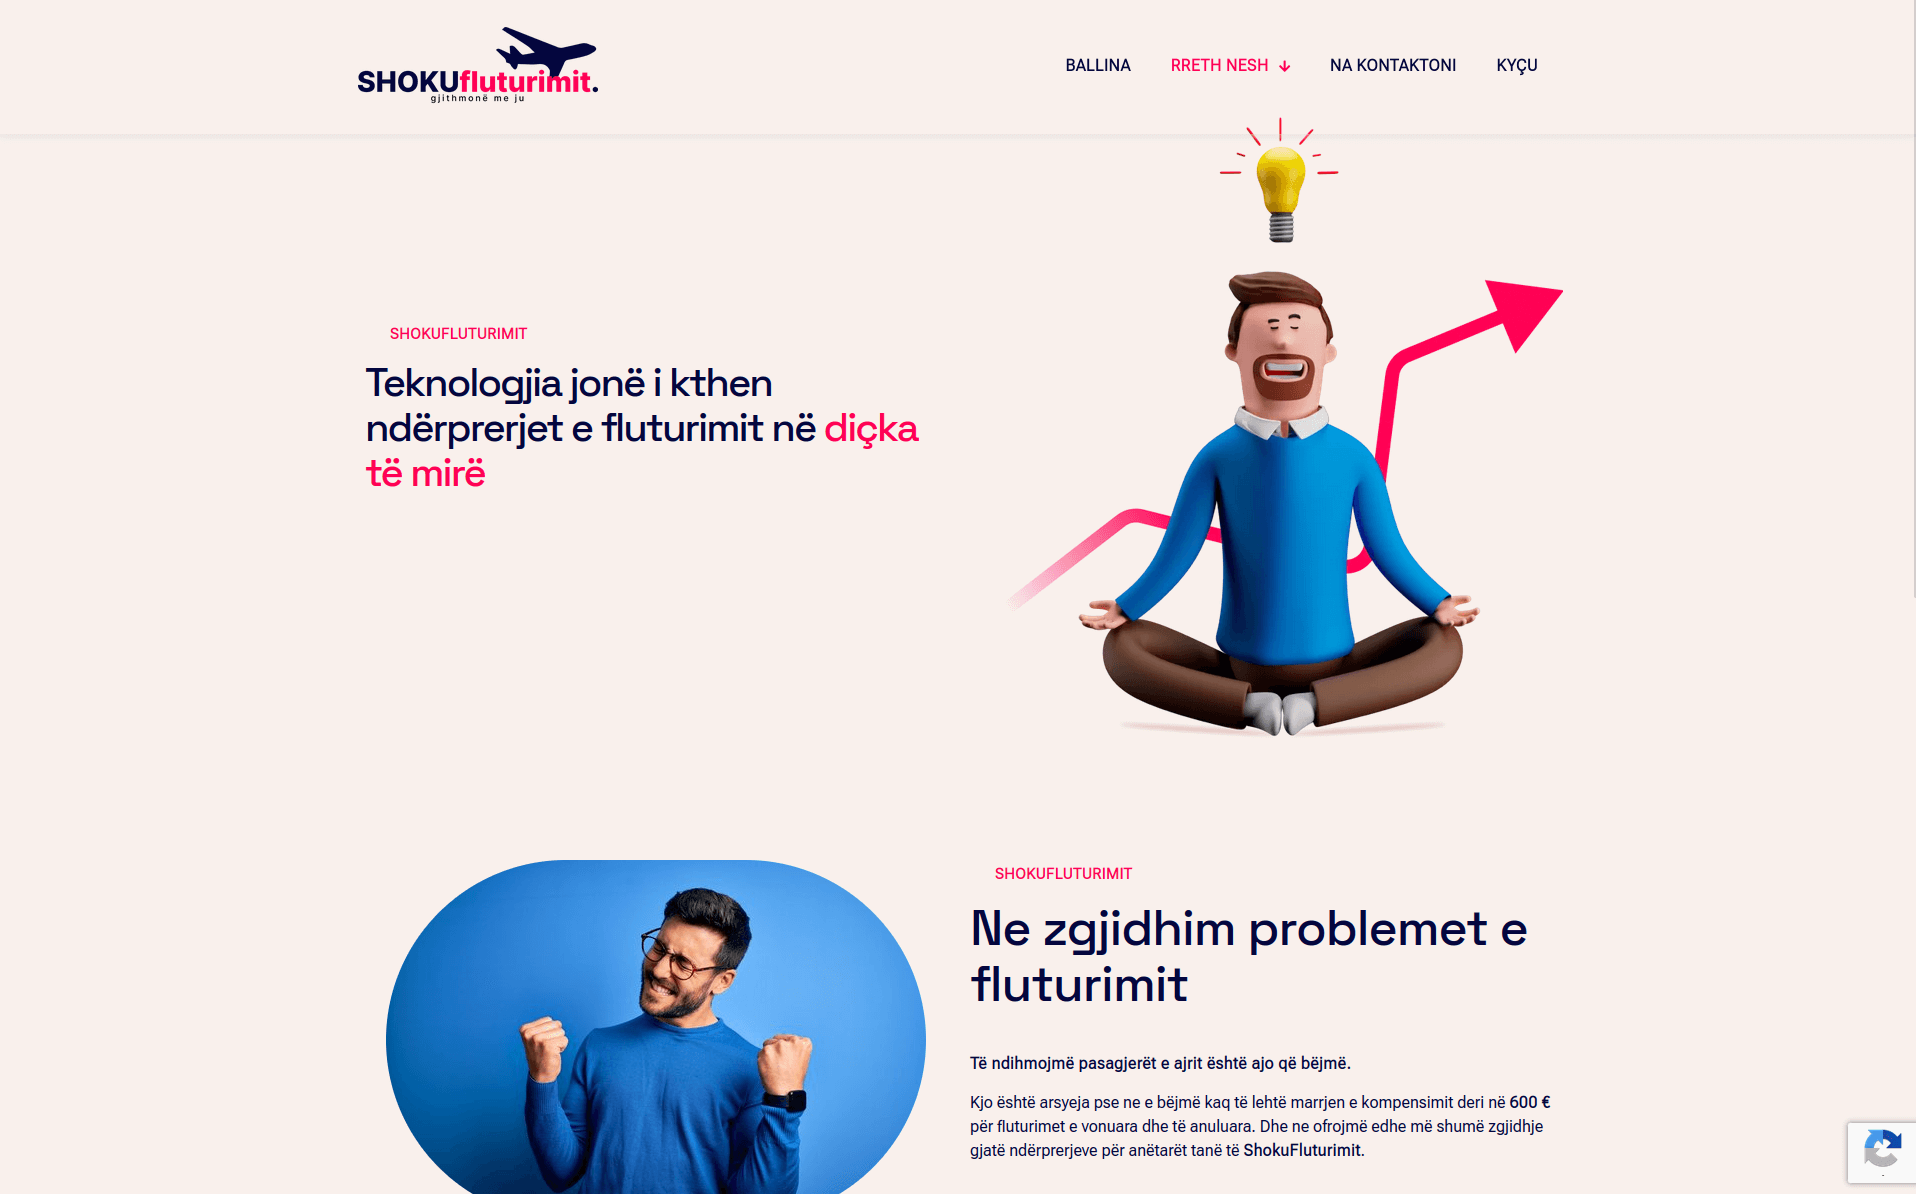 SHOKUfluturimit.
gjithmonë me ju
BALLINA
RRETH NESH
NA KONTAKTONI
KYÇU
SHOKUFLUTURIMIT
Teknologjia jonë i kthen
ndërprerjet e fluturimit në diçka
të mirë
SHOKUFLUTURIMIT
Ne zgjidhim problemet e
fluturimit
Të ndihmojmë pasagjerët e ajrit është ajo që bëjmë.
Kjo është arsyeja pse ne e bëjmë kaq të lehtë marrjen e kompensimit deri në 600 €
për fluturimet e vonuara dhe të anuluara. Dhe ne ofrojmë edhe më shumë zgjidhje
gjatë ndërprerjeve për anëtarët tanë të ShokuFluturimit.